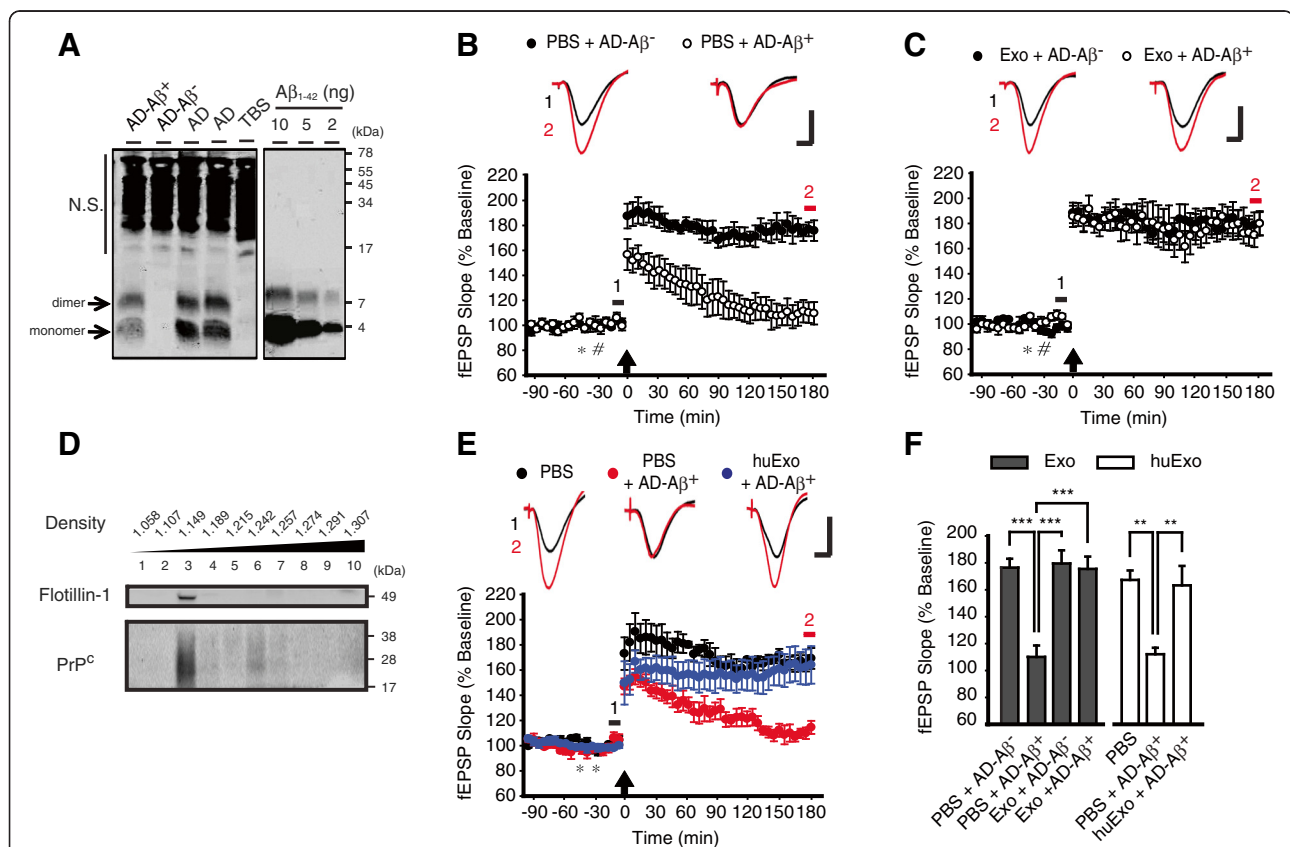 A
AD-Aβ+
AD-Aβ-
AD
AD
TBS
Aβ1-42 (ng)
10 5 2
(kDa)
78
55
45
34
17
7
4
N.S.
dimer
monomer
B
PBS + AD-Aβ- PBS + AD-Aβ+
1
2
220
200
180
160
140
120
100
80
60
fEPSP Slope (% Baseline)
2
1
* #
-90 -60 -30 0 30 60 90 120 150 180
Time (min)
C
Exo + AD-Aβ- Exo + AD-Aβ+
1
2
220
200
180
160
140
120
100
80
60
fEPSP Slope (% Baseline)
2
1
* #
-90 -60 -30 0 30 60 90 120 150 180
Time (min)
D
Density
1.058 1.107 1.149 1.189 1.215 1.242 1.257 1.274 1.291 1.307
1 2 3 4 5 6 7 8 9 10
(kDa)
Flotillin-1
49
PrPC
38
28
17
E
PBS
PBS + AD-Aβ+
huExo + AD-Aβ+
1
2
220
200
180
160
140
120
100
80
60
fEPSP Slope (% Baseline)
2
1
* *
-90 -60 -30 0 30 60 90 120 150 180
Time (min)
F
Exo huExo
200
180
160
140
120
100
80
60
fEPSP Slope (% Baseline)
***
*** ***
** **
PBS + AD-Aβ-
PBS + AD-Aβ+
Exo + AD-Aβ-
Exo +AD-Aβ+
PBS
PBS + AD-Aβ+
huExo + AD-Aβ+